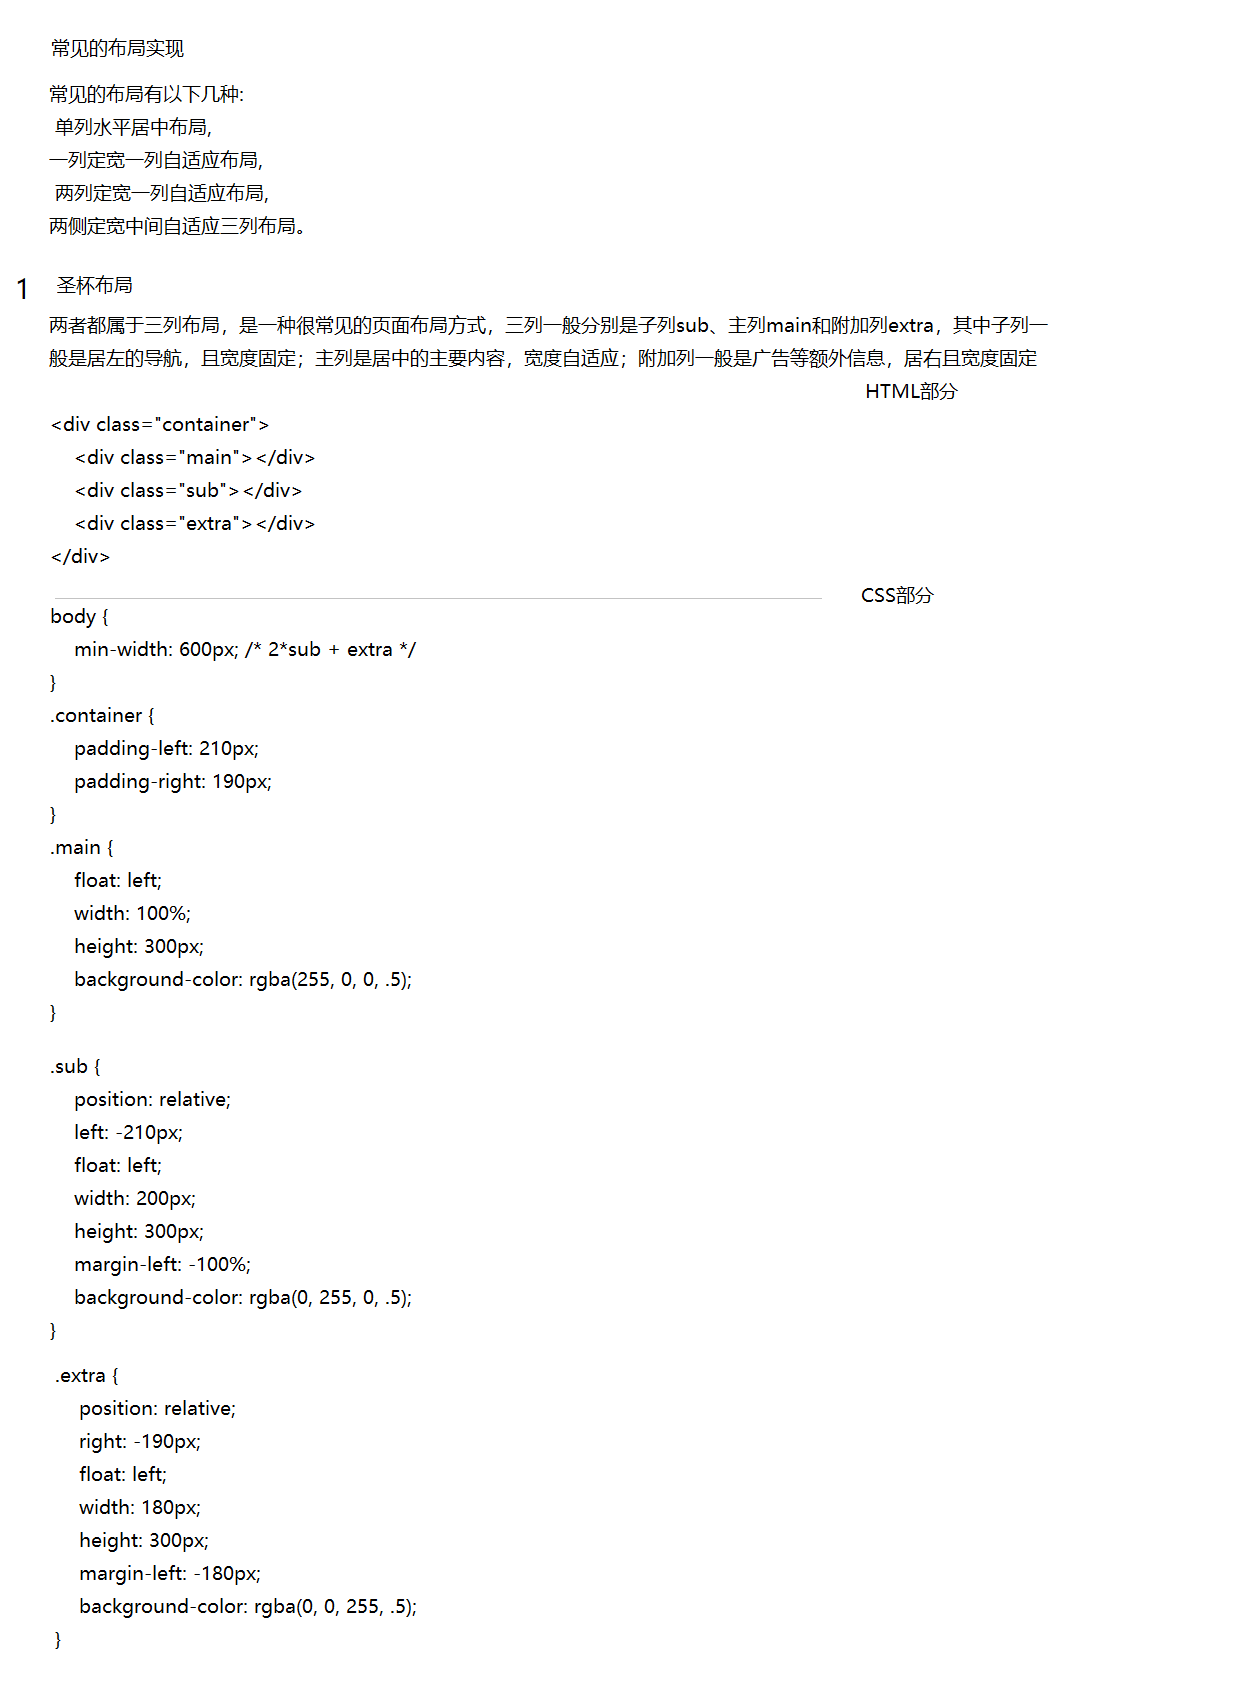 常见的布局实现
常见的布局有以下几种:
单列水平居中布局,
一列定宽一列自适应布局,
两列定宽一列自适应布局,
两侧定宽中间自适应三列布局。
1 圣杯布局
两者都属于三列布局，是一种很常见的页面布局方式，三列一般分别是子列sub、主列main和附加列extra，其中子列一
般是居左的导航，且宽度固定；主列是居中的主要内容，宽度自适应；附加列一般是广告等额外信息，居右且宽度固定
HTML部分
<div class="container">
    <div class="main"></div>
    <div class="sub"></div>
    <div class="extra"></div>
</div>
CSS部分
body {
    min-width: 600px; /* 2*sub + extra */
}
.container {
    padding-left: 210px;
    padding-right: 190px;
}
.main {
    float: left;
    width: 100%;
    height: 300px;
    background-color: rgba(255, 0, 0, .5);
}
.sub {
    position: relative;
    left: -210px;
    float: left;
    width: 200px;
    height: 300px;
    margin-left: -100%;
    background-color: rgba(0, 255, 0, .5);
}
.extra {
    position: relative;
    right: -190px;
    float: left;
    width: 180px;
    height: 300px;
    margin-left: -180px;
    background-color: rgba(0, 0, 255, .5);
}